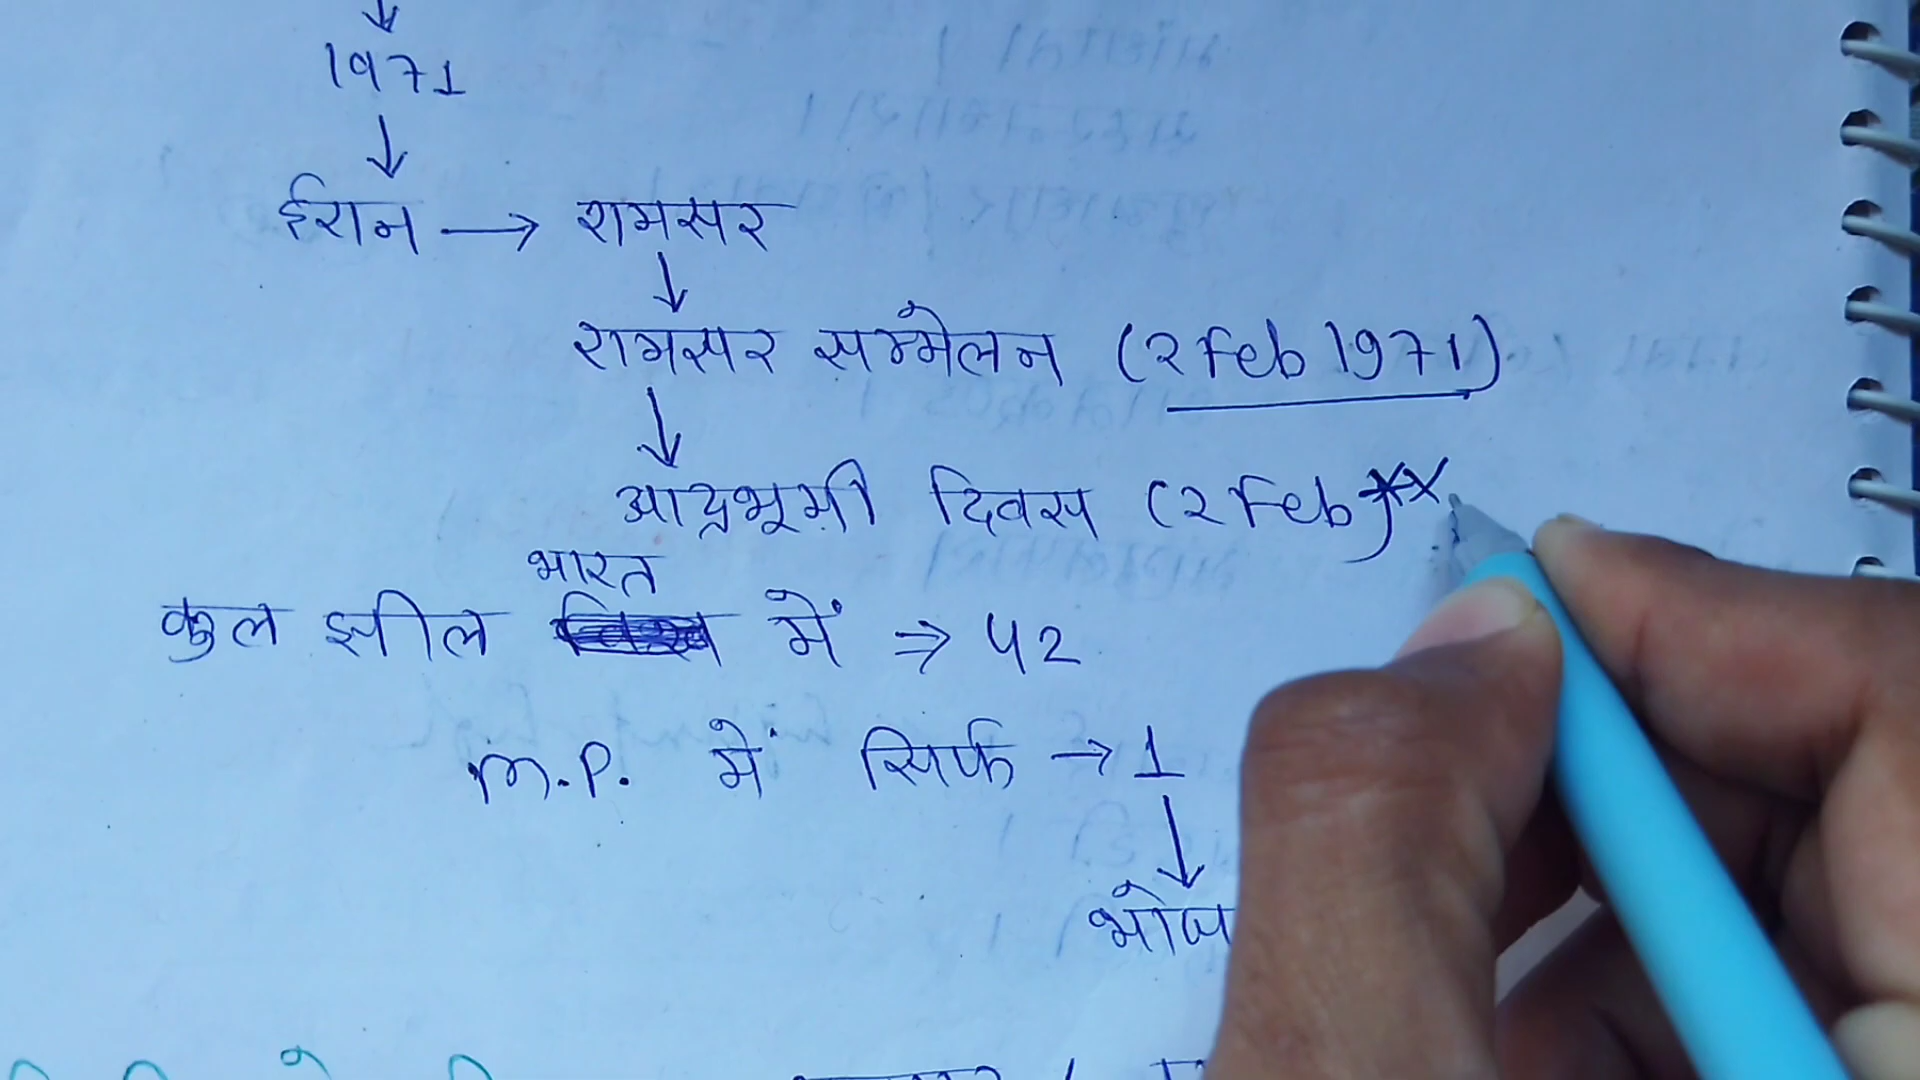 1971
ईरान → रामसर
रामसर सम्मेलन (2 Feb 1971)
आद्रभूमी दिवस (2 Feb)**
भारत
कुल झील में ⇒ 42
M.P. में सिर्फ → 1
भोज